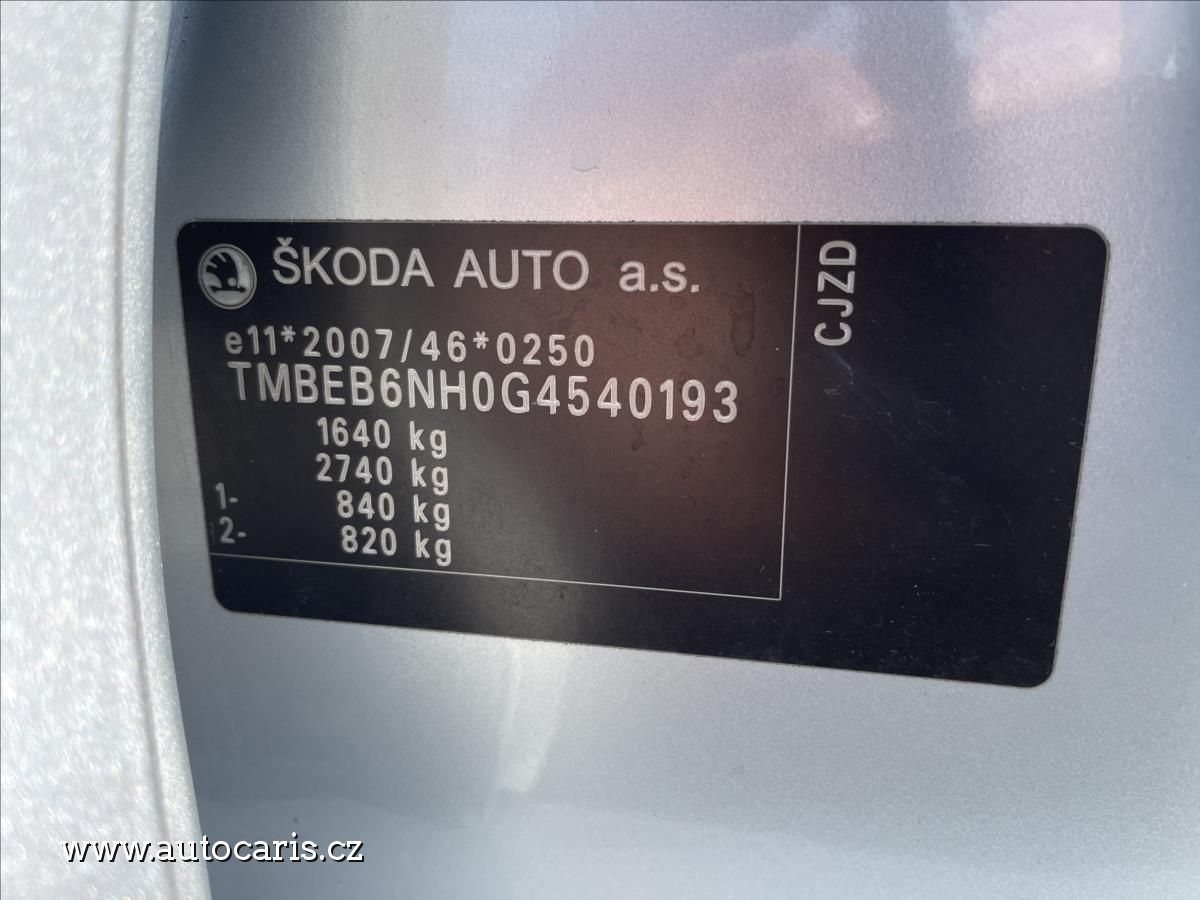 ŠKODA AUTO a.s.
e11*2007/46*0250
TMBEB6NH0G4540193
1640 kg
2740 kg
1- 840 kg
2- 820 kg
CJZD
www.autocaris.cz